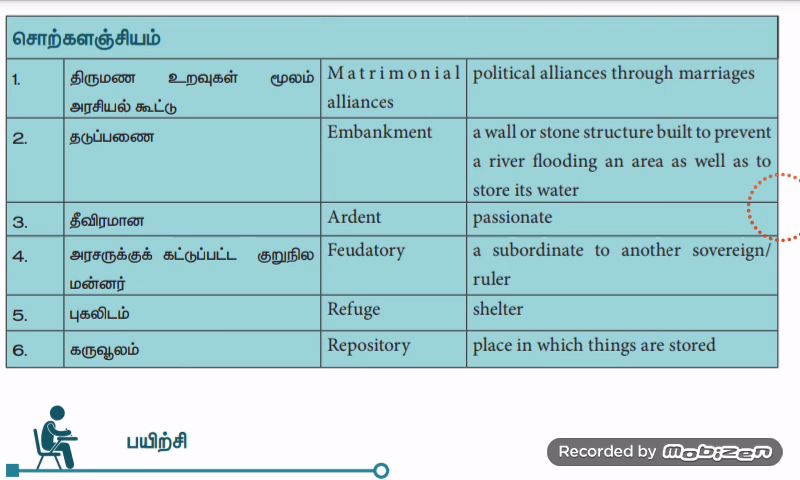 சொற்களஞ்சியம்
1. திருமண உறவுகள் மூலம் Matrimonial political alliances through marriages
அரசியல் கூட்டு alliances
2. தடுப்பணை Embankment a wall or stone structure built to prevent
a river flooding an area as well as to
store its water
3. தீவிரமான Ardent passionate
4. அரசருக்குக் கட்டுப்பட்ட குறுநில Feudatory a subordinate to another sovereign/
மன்னர் ruler
5. புகலிடம் Refuge shelter
6. கருவூலம் Repository place in which things are stored
பயிற்சி
Recorded by mobizen